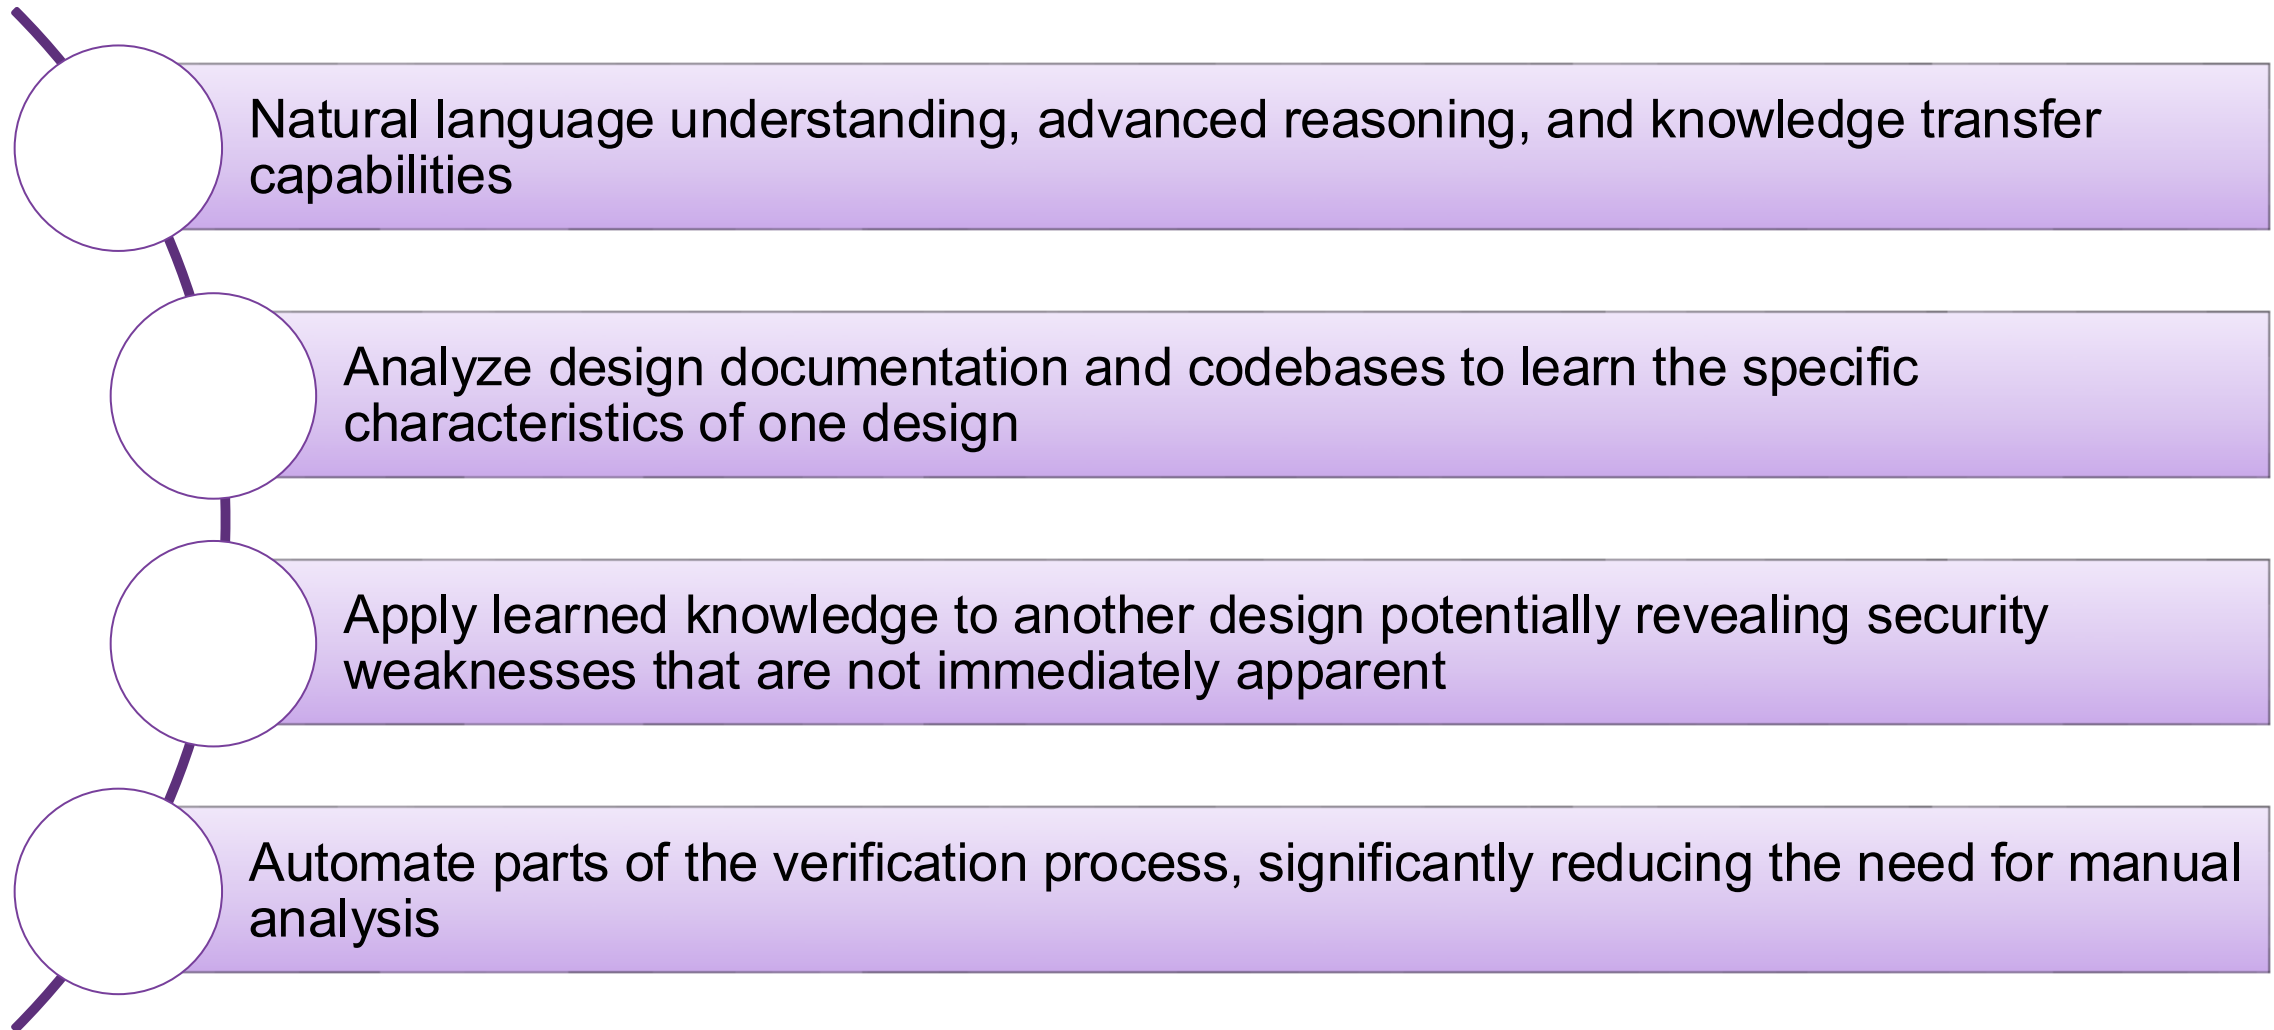 Natural language understanding, advanced reasoning, and knowledge transfer
capabilities
Analyze design documentation and codebases to learn the specific
characteristics of one design
Apply learned knowledge to another design potentially revealing security
weaknesses that are not immediately apparent
Automate parts of the verification process, significantly reducing the need for manual
analysis